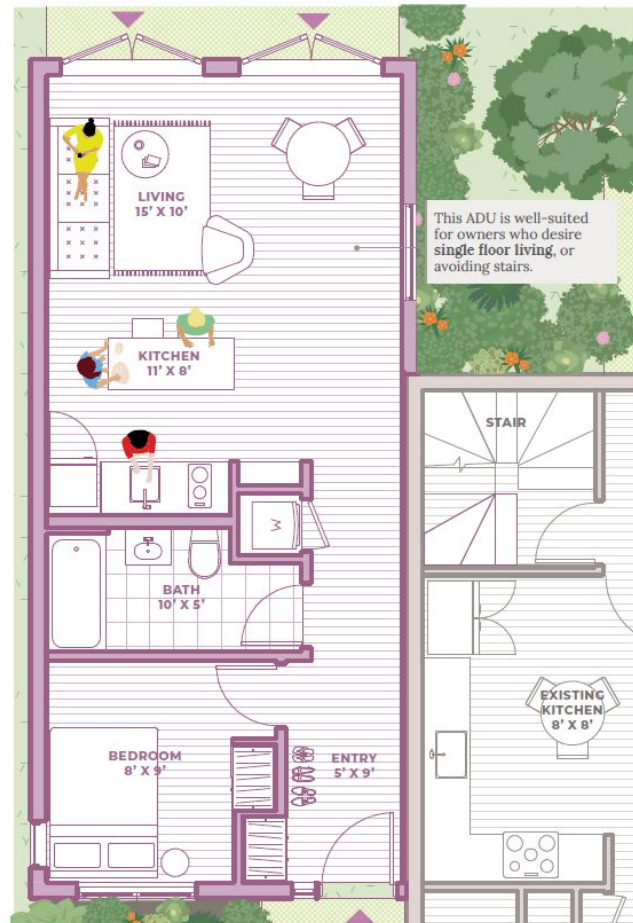 LIVING
15’ X 10’
This ADU is well-suited
for owners who desire
single floor living, or
avoiding stairs.
KITCHEN
11’ X 8’
STAIR
M
BATH
10’ X 5’
EXISTING
KITCHEN
8’ X 8’
BEDROOM
8’ X 9’
ENTRY
5’ X 9’